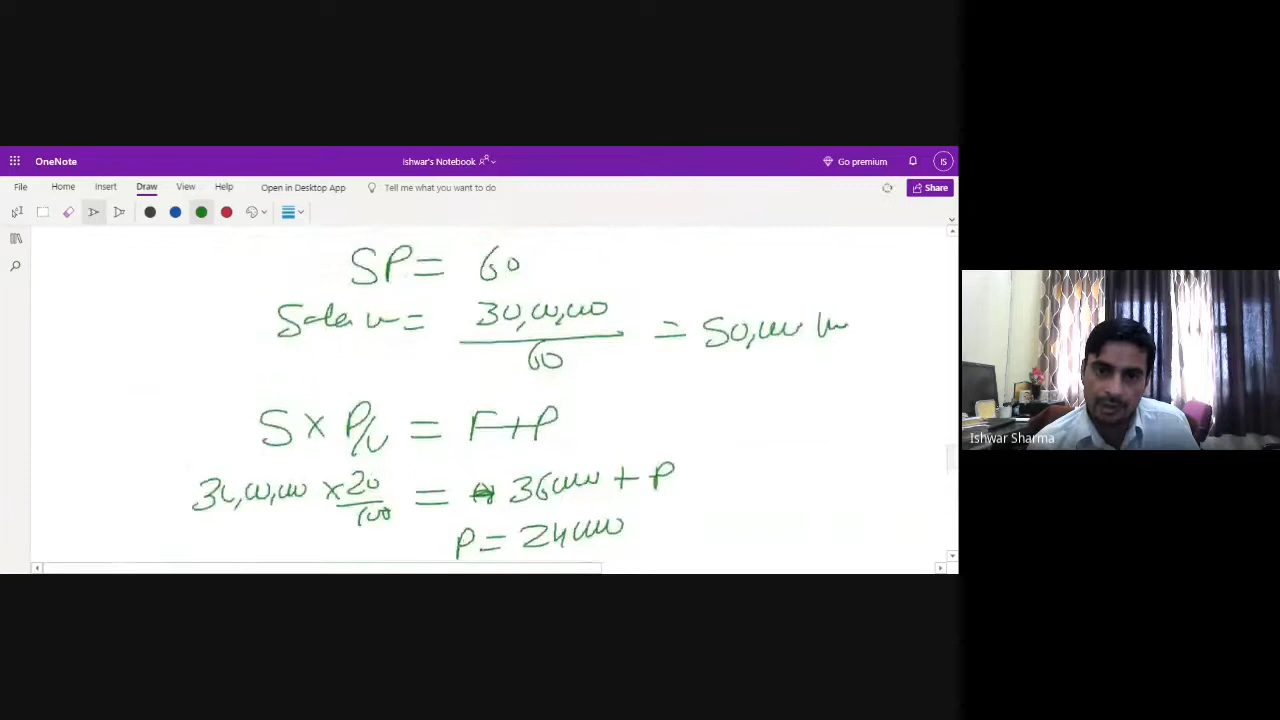 OneNote
Ishwar's Notebook
Go premium
IS
File Home Insert Draw View Help Open in Desktop App Tell me what you want to do
Share
SP = 60
= 30,00,000 / 60 = 50,000
S × P/V = F + P
30,00,000 × 20/100 = 36000 + P
P = 24000
Ishwar Sharma